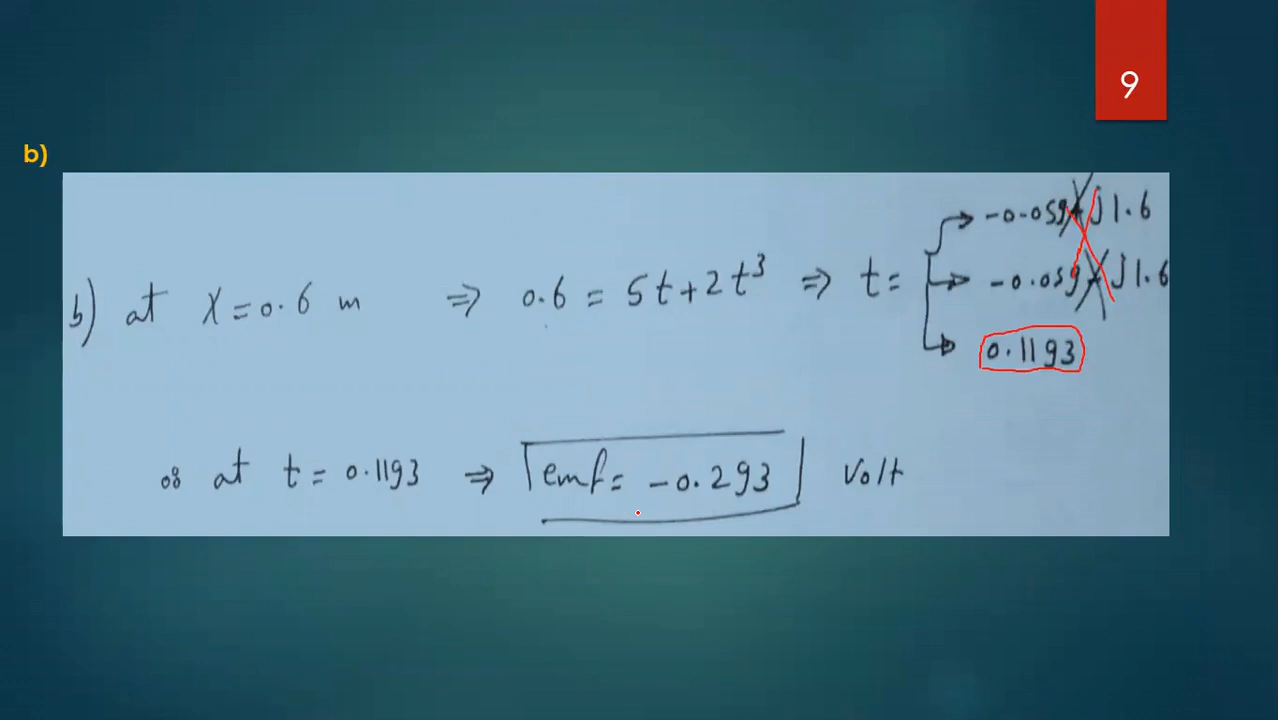 9
b)
b) at x = 0.6 m ⇒ 0.6 = 5t + 2t³ ⇒ t =
-0.059 + j1.6
-0.059 - j1.6
0.1193
at t = 0.1193 ⇒ emf = -0.293 Volt